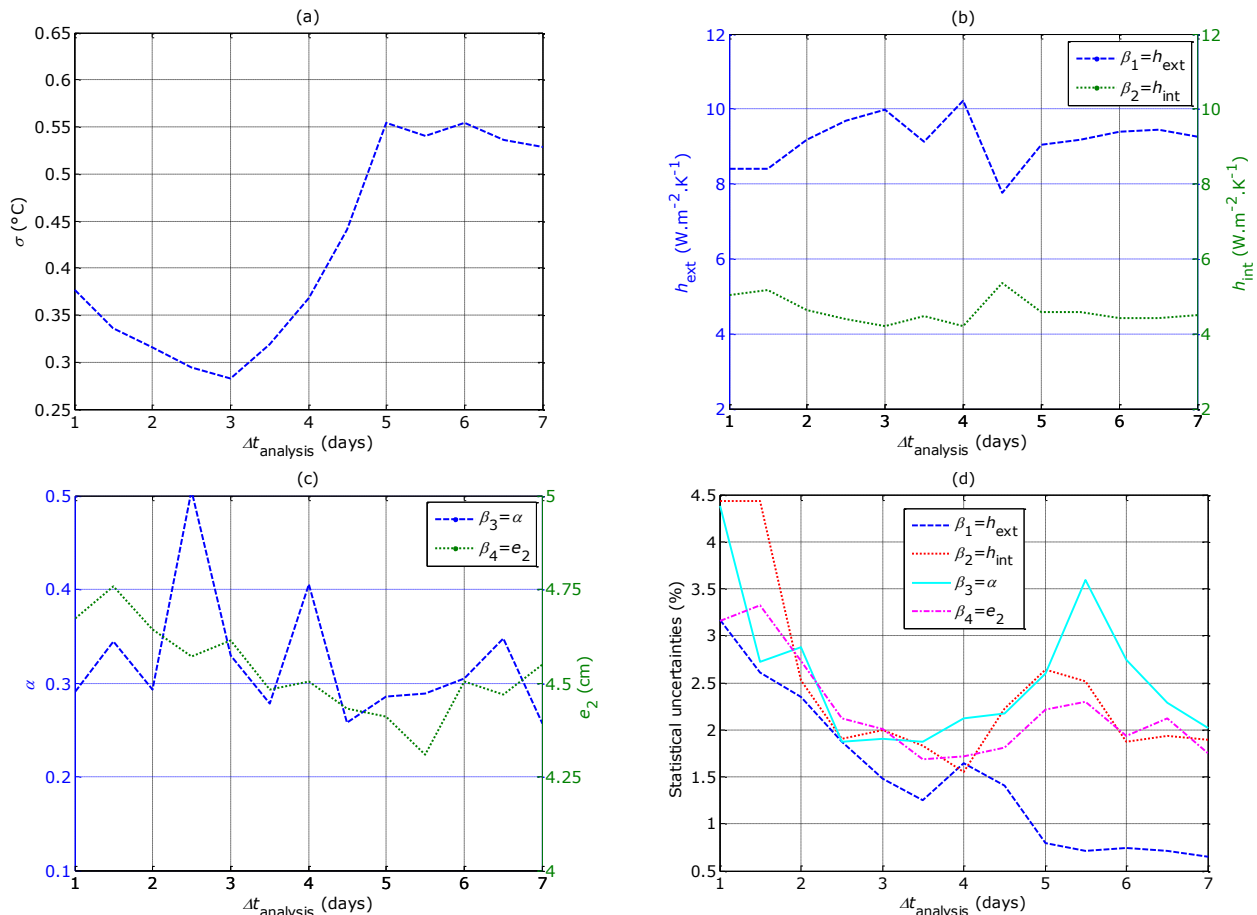 (a)
0.65
0.6
0.55
0.5
0.45
0.4
0.35
0.3
0.25
σ (°C)
1 2 3 4 5 6 7
Δt_analysis (days)
(b)
12
10
8
6
4
2
h_ext (W.m⁻².K⁻¹)
β₁=h_ext
β₂=h_int
12
10
8
6
4
2
h_int (W.m⁻².K⁻¹)
1 2 3 4 5 6 7
Δt_analysis (days)
(c)
0.5
0.4
0.3
0.2
0.1
α
β₃=α
β₄=e₂
5
4.75
4.5
4.25
4
e₂ (cm)
1 2 3 4 5 6 7
Δt_analysis (days)
(d)
4.5
4
3.5
3
2.5
2
1.5
1
0.5
Statistical uncertainties (%)
β₁=h_ext
β₂=h_int
β₃=α
β₄=e₂
1 2 3 4 5 6 7
Δt_analysis (days)